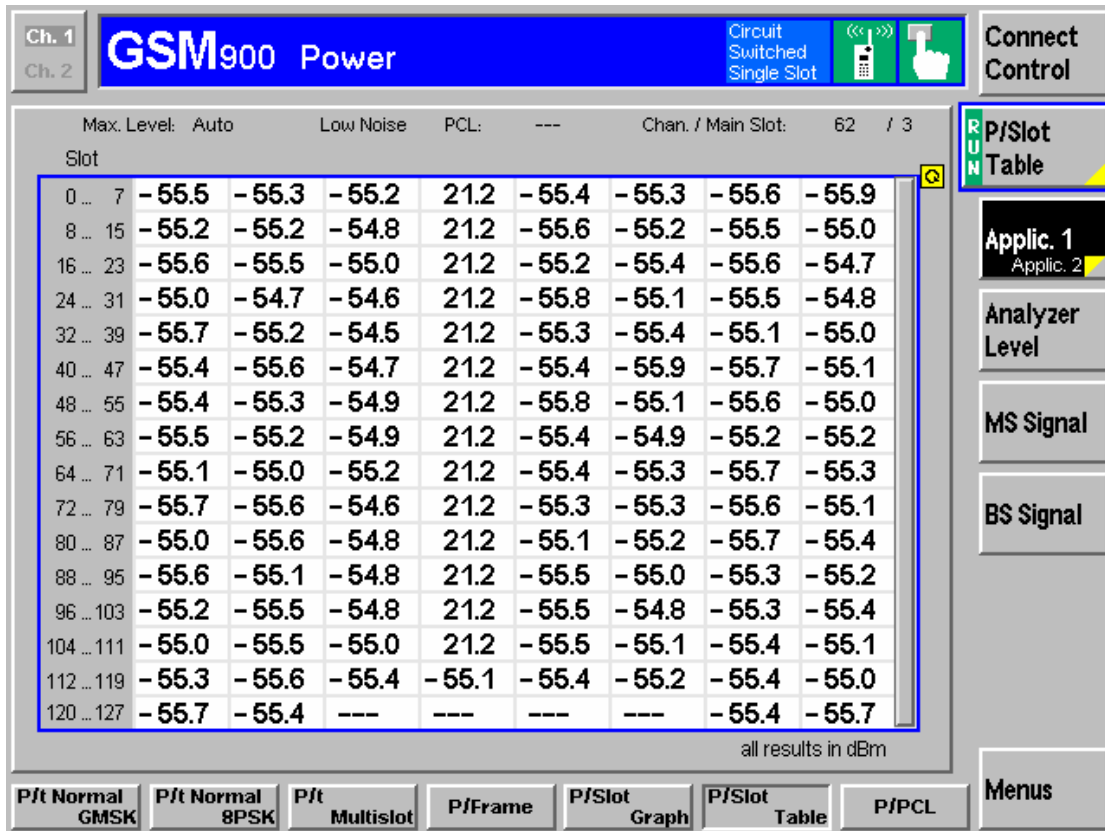 Ch. 1
Ch. 2
GSM900 Power
Circuit
Switched
Single Slot
Connect
Control
Max. Level: Auto Low Noise PCL: --- Chan. / Main Slot: 62 / 3
Slot
0 ... 7 -55.5 -55.3 -55.2 21.2 -55.4 -55.3 -55.6 -55.9
8 ... 15 -55.2 -55.2 -54.8 21.2 -55.6 -55.2 -55.5 -55.0
16 ... 23 -55.6 -55.5 -55.0 21.2 -55.2 -55.4 -55.6 -54.7
24 ... 31 -55.0 -54.7 -54.6 21.2 -55.8 -55.1 -55.5 -54.8
32 ... 39 -55.7 -55.2 -54.5 21.2 -55.3 -55.4 -55.1 -55.0
40 ... 47 -55.4 -55.6 -54.7 21.2 -55.4 -55.9 -55.7 -55.1
48 ... 55 -55.4 -55.3 -54.9 21.2 -55.8 -55.1 -55.6 -55.0
56 ... 63 -55.5 -55.2 -54.9 21.2 -55.4 -54.9 -55.2 -55.2
64 ... 71 -55.1 -55.0 -55.2 21.2 -55.4 -55.3 -55.7 -55.3
72 ... 79 -55.7 -55.6 -54.6 21.2 -55.3 -55.3 -55.6 -55.1
80 ... 87 -55.0 -55.6 -54.8 21.2 -55.1 -55.2 -55.7 -55.4
88 ... 95 -55.6 -55.1 -54.8 21.2 -55.5 -55.0 -55.3 -55.2
96 ... 103 -55.2 -55.5 -54.8 21.2 -55.5 -54.8 -55.3 -55.4
104 ... 111 -55.0 -55.5 -55.0 21.2 -55.6 -55.1 -55.4 -55.1
112 ... 119 -55.3 -55.6 -55.4 -55.1 -55.4 -55.2 -55.4 -55.0
120 ... 127 -55.7 -55.4 --- --- --- --- -55.4 -55.7
all results in dBm
RUN
P/Slot
Table
Applic. 1
Applic. 2
Analyzer
Level
MS Signal
BS Signal
Menus
P/t Normal
GMSK
P/t Normal
8PSK
P/t
Multislot
P/Frame
P/Slot
Graph
P/Slot
Table
P/PCL